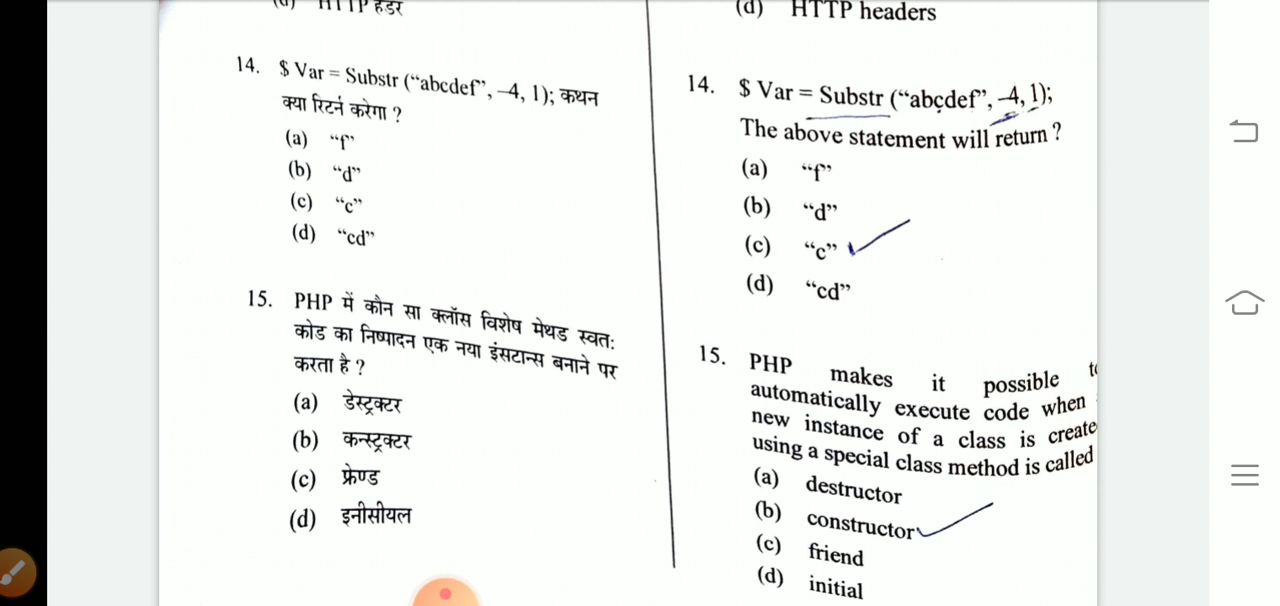 (d) HTTP हेडर
14. $ Var = Substr (“abcdef”, –4, 1); कथन
क्या रिटर्न करेगा ?
(a) “f”
(b) “d”
(c) “c”
(d) “cd”
15. PHP में कौन सा क्लॉस विशेष मेथड स्वतः
कोड का निष्पादन एक नया इंसटान्स बनाने पर
करता है ?
(a) डेस्ट्रक्टर
(b) कन्स्ट्रक्टर
(c) फ्रेण्ड
(d) इनीसीयल
(d) HTTP headers
14. $ Var = Substr (“abcdef”, –4, 1);
The above statement will return ?
(a) “f”
(b) “d”
(c) “c”
(d) “cd”
15. PHP makes it possible to
automatically execute code when
new instance of a class is create
using a special class method is called
(a) destructor
(b) constructor
(c) friend
(d) initial